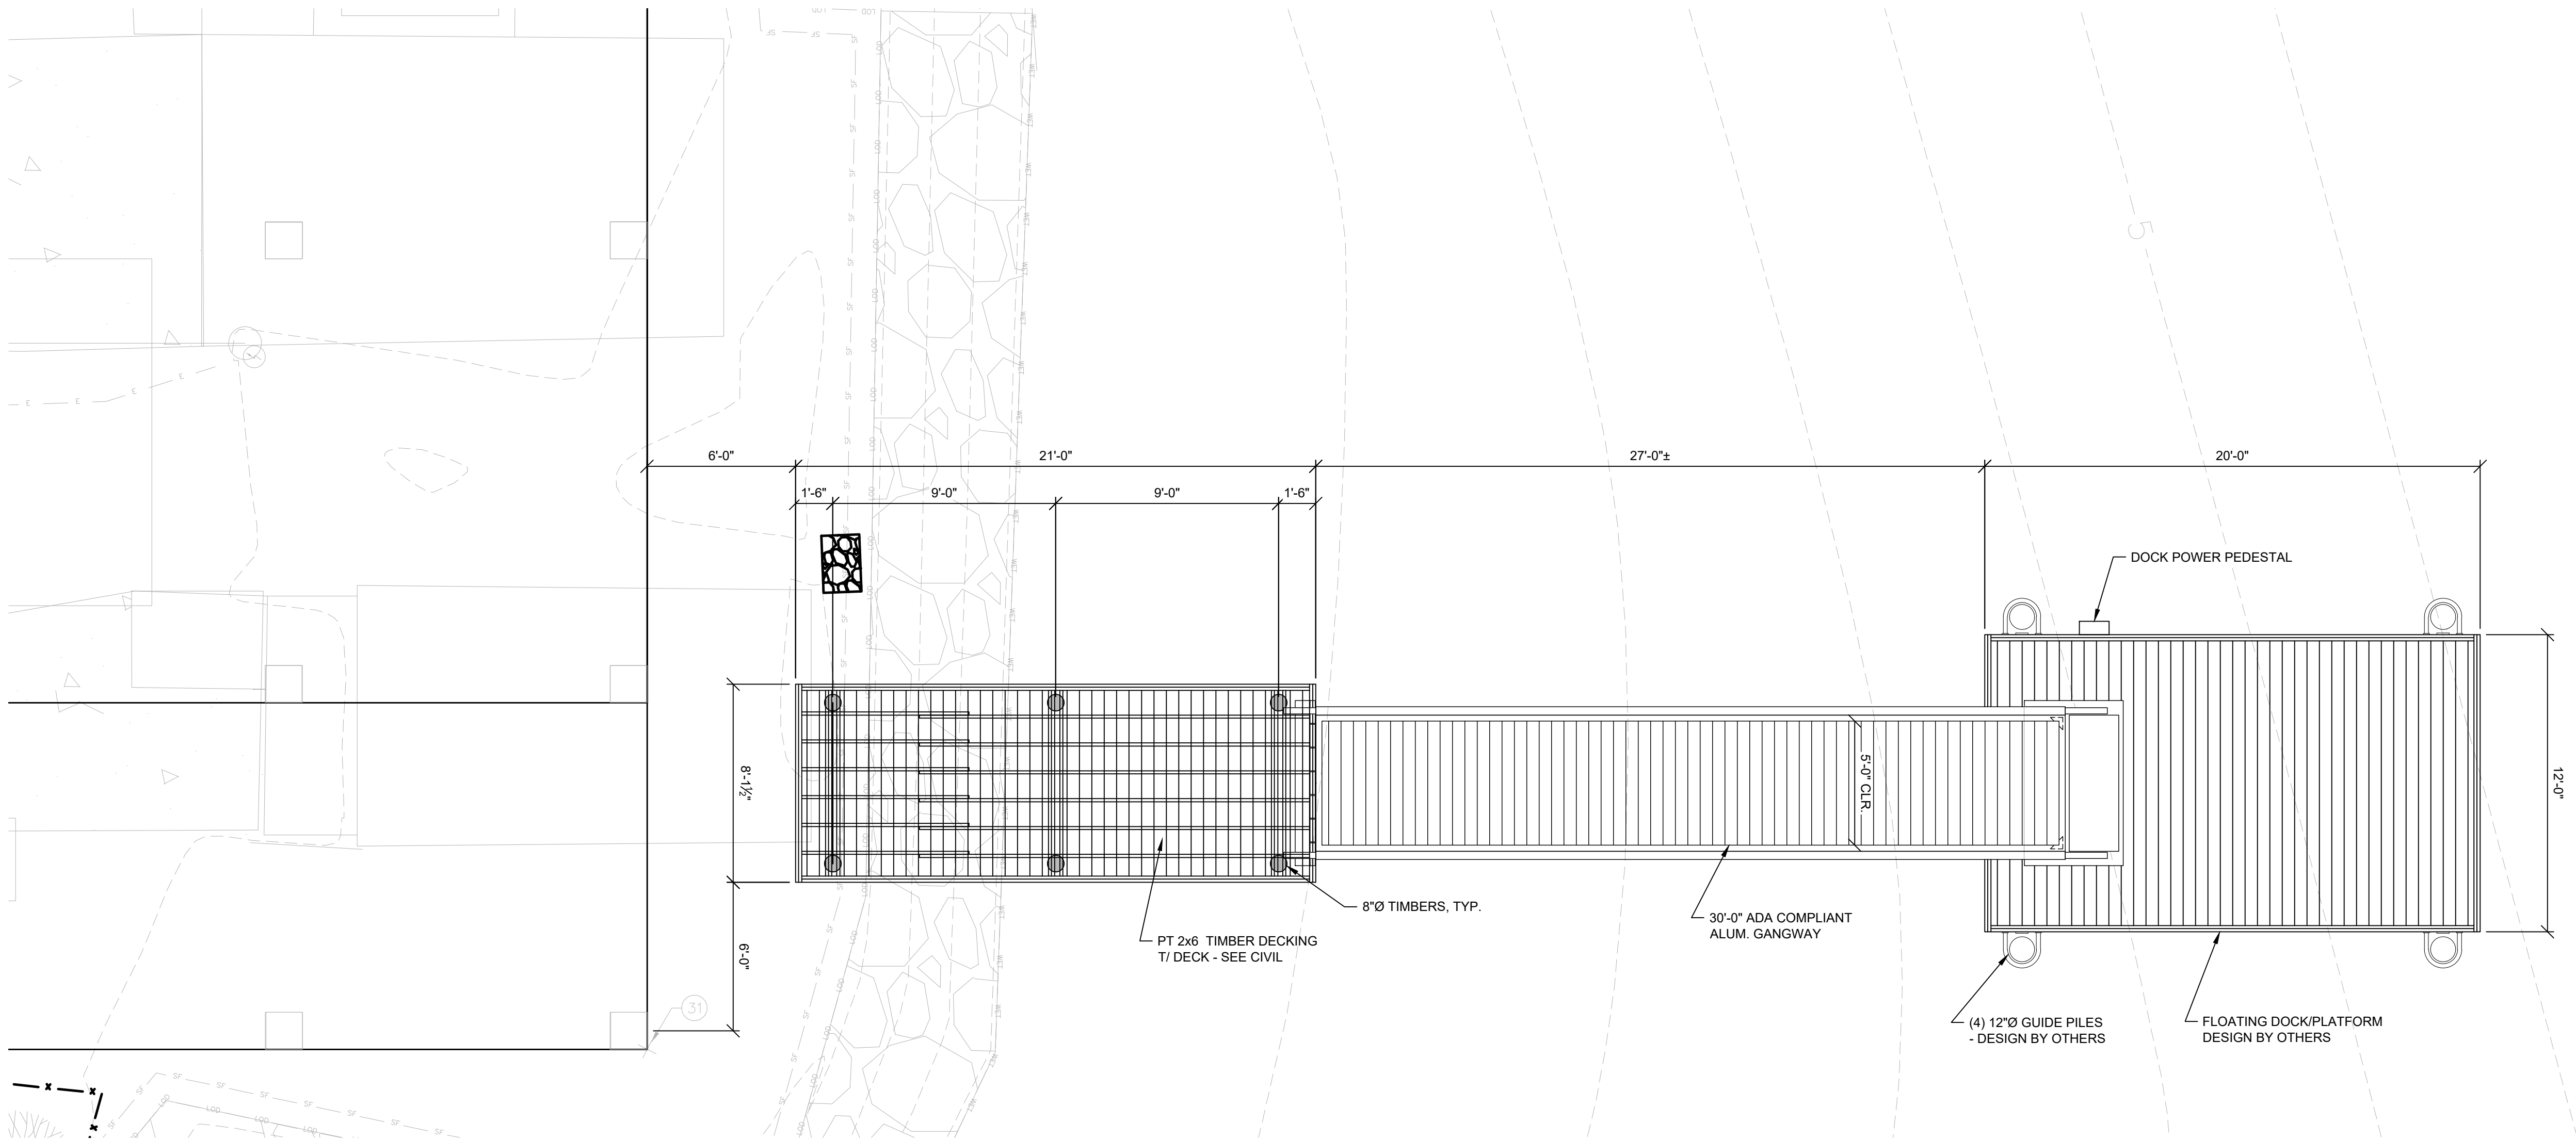 6'-0"
21'-0"
27'-0"±
20'-0"
1'-6"
9'-0"
9'-0"
1'-6"
DOCK POWER PEDESTAL
5
8'-1½"
5'-0" CLR.
12'-0"
6'-0"
8"Ø TIMBERS, TYP.
PT 2x6 TIMBER DECKING
T/ DECK - SEE CIVIL
30'-0" ADA COMPLIANT
ALUM. GANGWAY
(4) 12"Ø GUIDE PILES
- DESIGN BY OTHERS
FLOATING DOCK/PLATFORM
DESIGN BY OTHERS
31
SF
LOD
WET
E